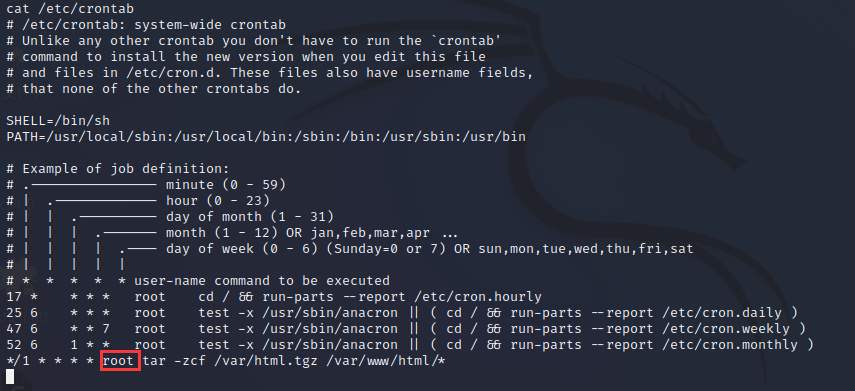 cat /etc/crontab
# /etc/crontab: system-wide crontab
# Unlike any other crontab you don't have to run the `crontab'
# command to install the new version when you edit this file
# and files in /etc/cron.d. These files also have username fields,
# that none of the other crontabs do.
SHELL=/bin/sh
PATH=/usr/local/sbin:/usr/local/bin:/sbin:/bin:/usr/sbin:/usr/bin
# Example of job definition:
# .---------------- minute (0 - 59)
# |  .------------- hour (0 - 23)
# |  |  .---------- day of month (1 - 31)
# |  |  |  .------- month (1 - 12) OR jan,feb,mar,apr ...
# |  |  |  |  .---- day of week (0 - 6) (Sunday=0 or 7) OR sun,mon,tue,wed,thu,fri,sat
# |  |  |  |  |
# *  *  *  *  * user-name command to be executed
17 *    * * *   root    cd / && run-parts --report /etc/cron.hourly
25 6    * * *   root    test -x /usr/sbin/anacron || ( cd / && run-parts --report /etc/cron.daily )
47 6    * * 7   root    test -x /usr/sbin/anacron || ( cd / && run-parts --report /etc/cron.weekly )
52 6    1 * *   root    test -x /usr/sbin/anacron || ( cd / && run-parts --report /etc/cron.monthly )
*/1 * * * * root tar -zcf /var/html.tgz /var/www/html/*